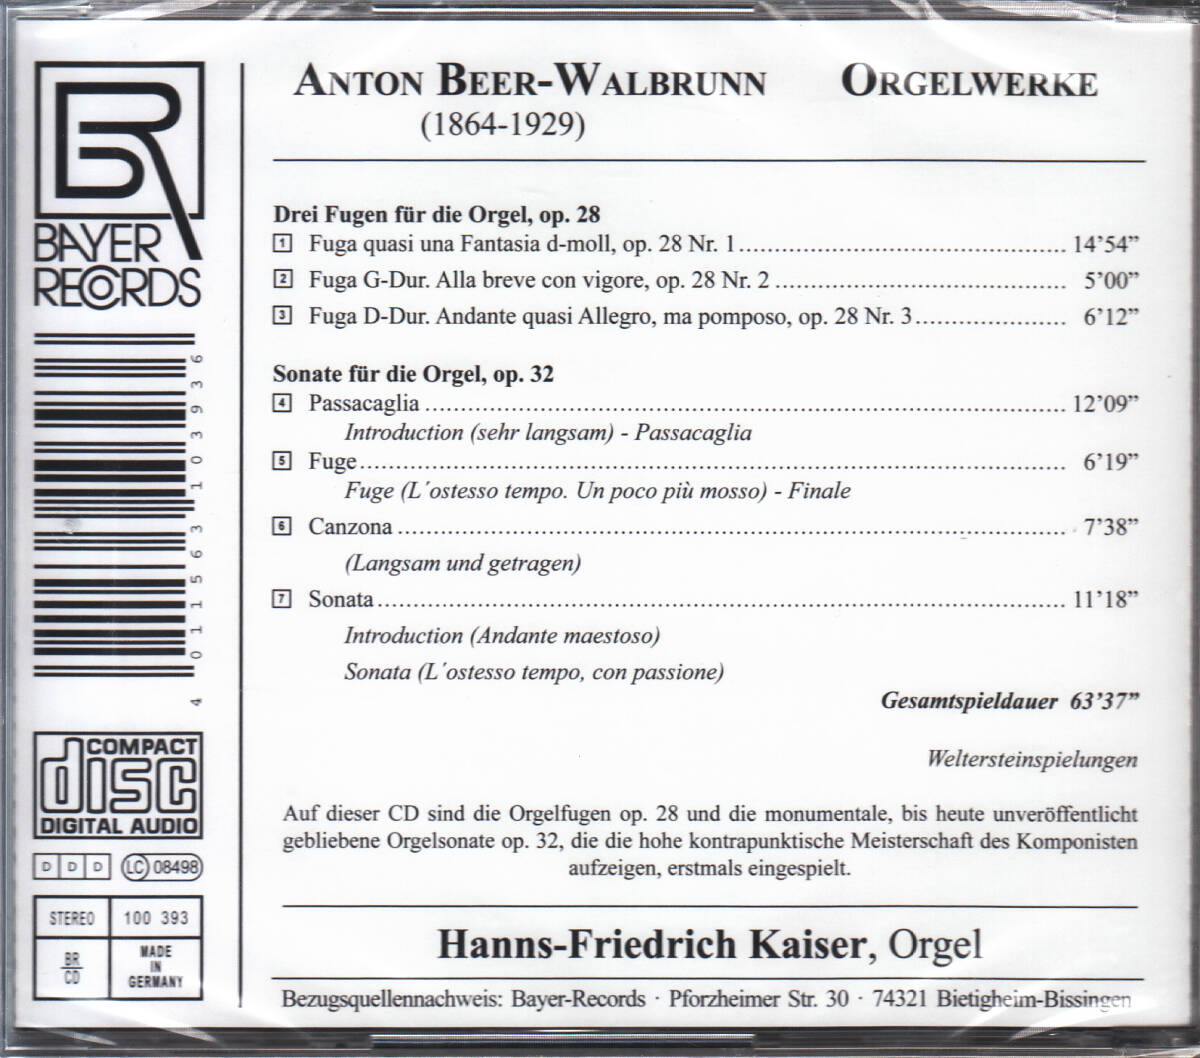 ANTON BEER-WALBRUNN ORGELWERKE
(1864-1929)
Drei Fugen für die Orgel, op. 28
1 Fuga quasi una Fantasia d-moll, op. 28 Nr. 1 14’54”
2 Fuga G-Dur. Alla breve con vigore, op. 28 Nr. 2 5’00”
3 Fuga D-Dur. Andante quasi Allegro, ma pomposo, op. 28 Nr. 3 6’12”
Sonate für die Orgel, op. 32
4 Passacaglia 12’09”
Introduction (sehr langsam) - Passacaglia
5 Fuge 6’19”
Fuge (L´ostesso tempo. Un poco più mosso) - Finale
6 Canzona 7’38”
(Langsam und getragen)
7 Sonata 11’18”
Introduction (Andante maestoso)
Sonata (L´ostesso tempo, con passione)
Gesamtspieldauer 63’37”
Weltersteinspielungen
Auf dieser CD sind die Orgelfugen op. 28 und die monumentale, bis heute unveröffentlicht
gebliebene Orgelsonate op. 32, die die hohe kontrapunktische Meisterschaft des Komponisten
aufzeigen, erstmals eingespielt.
Hanns-Friedrich Kaiser, Orgel
Bezugsquellennachweis: Bayer-Records · Pforzheimer Str. 30 · 74321 Bietigheim-Bissingen
BR
BAYER
RECORDS
4 011563 103936
COMPACT
disc
DIGITAL AUDIO
D D D LC 08498
STEREO 100 393
BR
CD
MADE
IN
GERMANY